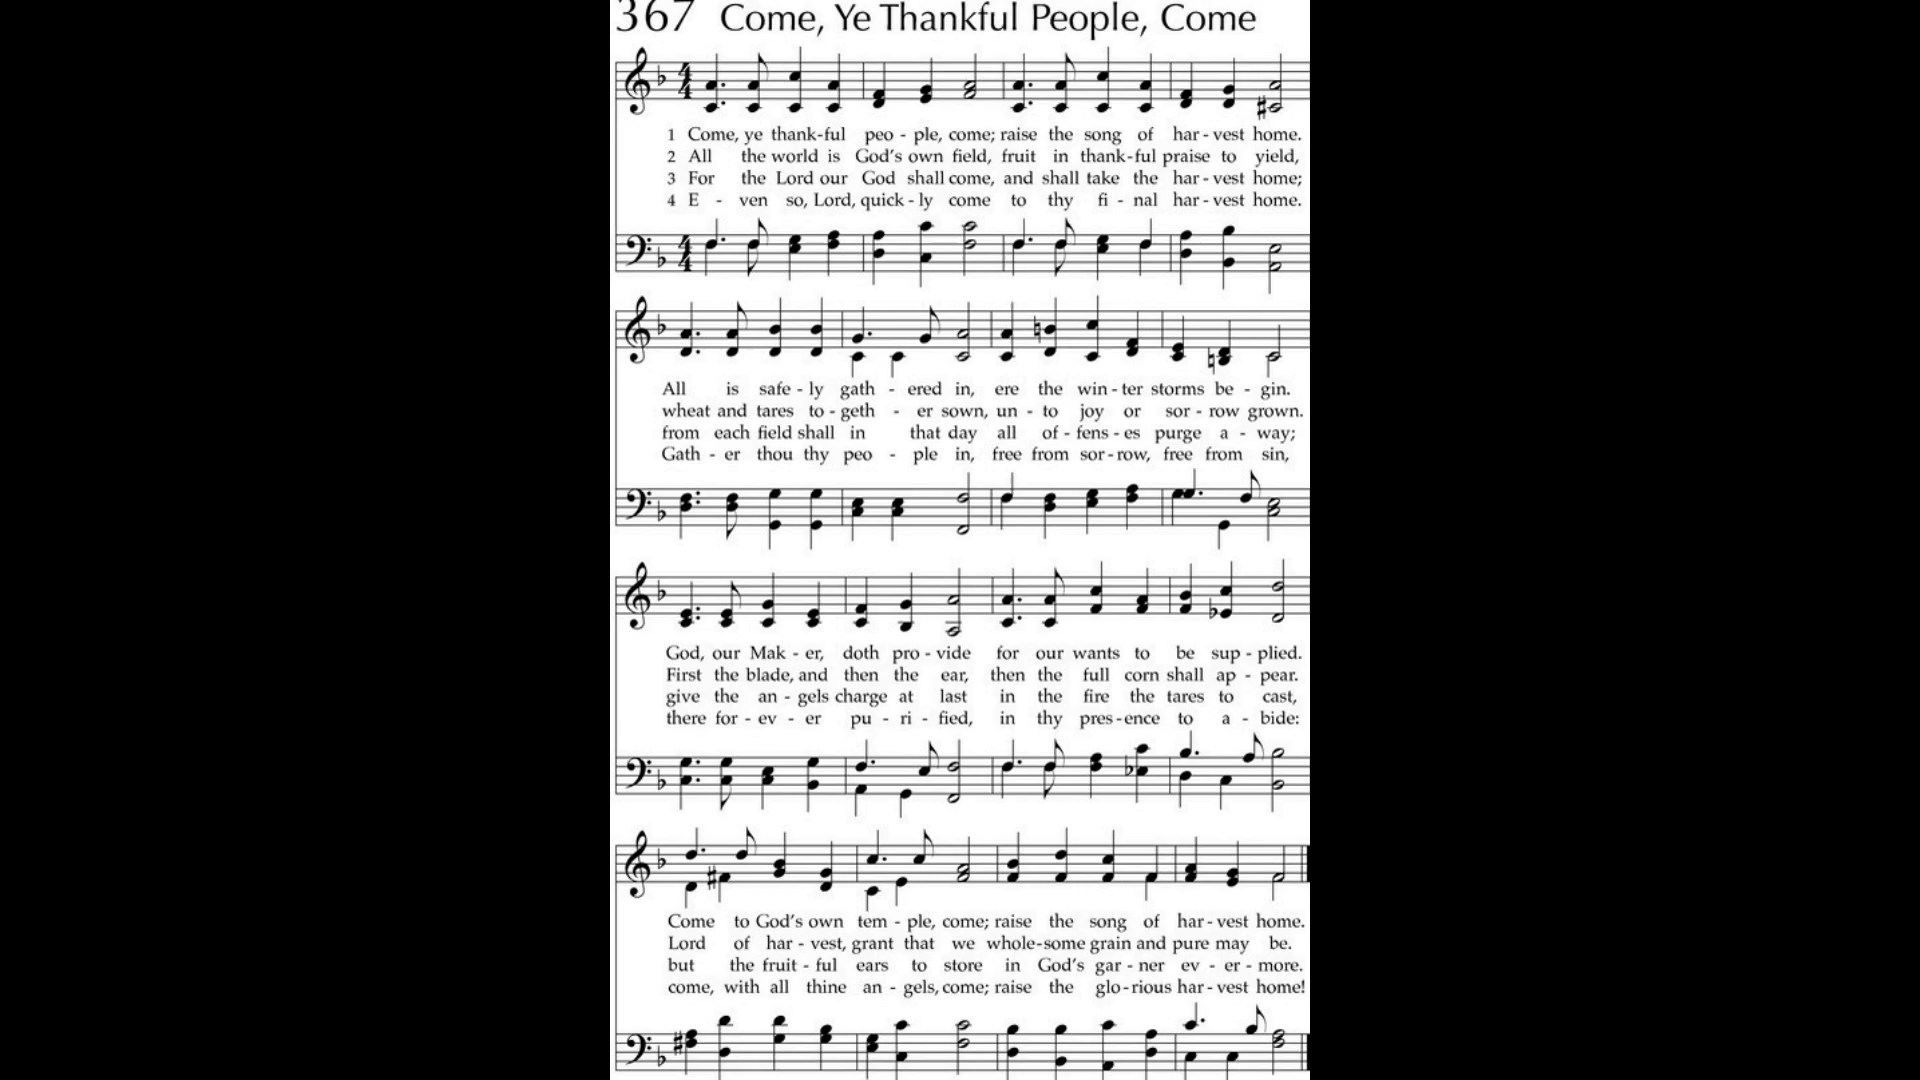 367 Come, Ye Thankful People, Come
1 Come, ye thank-ful peo - ple, come; raise the song of har-vest home.
2 All the world is God's own field, fruit in thank-ful praise to yield,
3 For the Lord our God shall come, and shall take the har-vest home;
4 E - ven so, Lord, quick-ly come to thy fi - nal har-vest home.
All is safe-ly gath - ered in, ere the win-ter storms be - gin.
wheat and tares to-geth - er sown, un - to joy or sor - row grown.
from each field shall in that day all of-fens-es purge a - way;
Gath - er thou thy peo - ple in, free from sor-row, free from sin,
God, our Mak - er, doth pro - vide for our wants to be sup - plied.
First the blade, and then the ear, then the full corn shall ap - pear.
give the an - gels charge at last in the fire the tares to cast,
there for - ev - er pu - ri - fied, in thy pres-ence to a - bide:
Come to God's own tem - ple, come; raise the song of har-vest home.
Lord of har - vest, grant that we whole-some grain and pure may be.
but the fruit - ful ears to store in God's gar - ner ev - er - more.
come, with all thine an - gels, come; raise the glo-rious har-vest home!